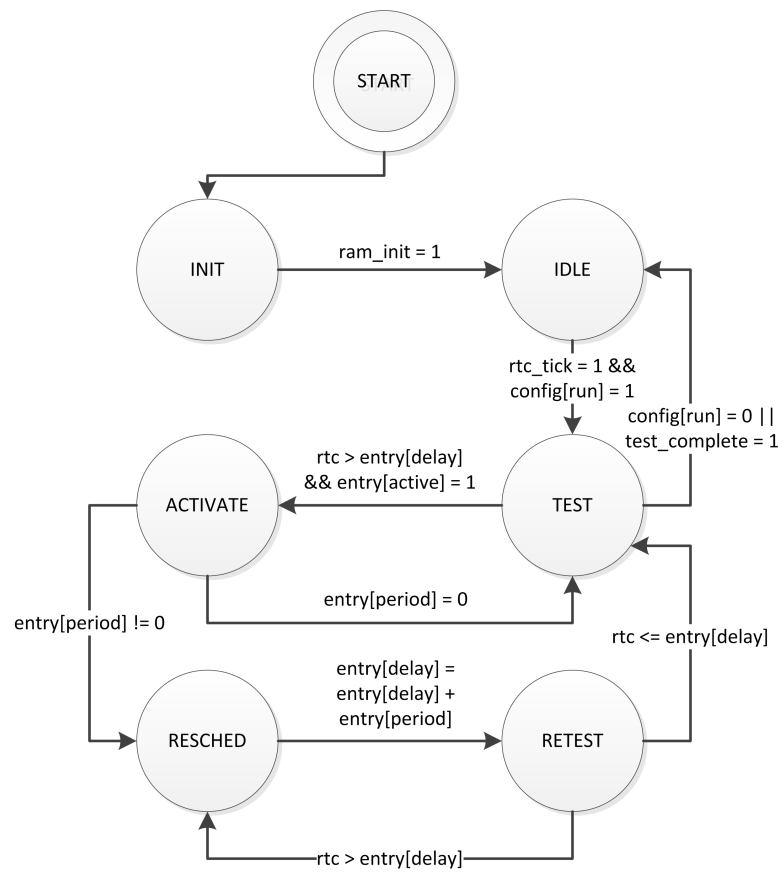 START
INIT
ram_init = 1
IDLE
rtc_tick = 1 &&
config[run] = 1
config[run] = 0 ||
test_complete = 1
rtc > entry[delay]
&& entry[active] = 1
ACTIVATE
TEST
entry[period] = 0
entry[period] != 0
rtc <= entry[delay]
entry[delay] =
entry[delay] +
entry[period]
RESCHED
RETEST
rtc > entry[delay]